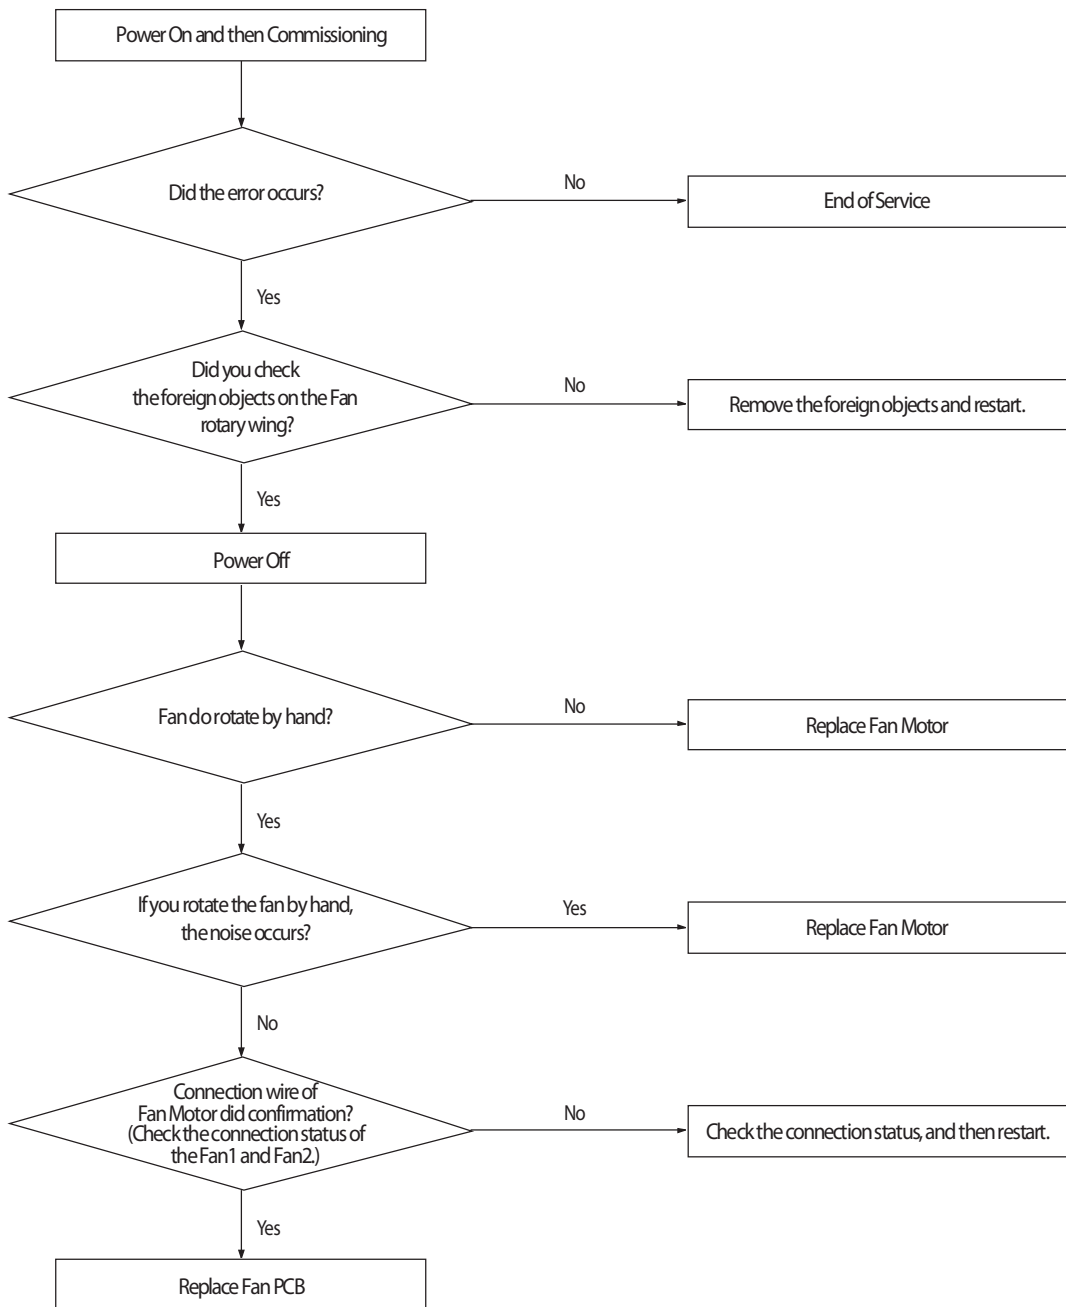 Power On and then Commissioning
Did the error occurs?
No
End of Service
Yes
Did you check
the foreign objects on the Fan
rotary wing?
No
Remove the foreign objects and restart.
Yes
Power Off
Fan do rotate by hand?
No
Replace Fan Motor
Yes
If you rotate the fan by hand,
the noise occurs?
Yes
Replace Fan Motor
No
Connection wire of
Fan Motor did confirmation?
(Check the connection status of
the Fan1 and Fan2.)
No
Check the connection status, and then restart.
Yes
Replace Fan PCB